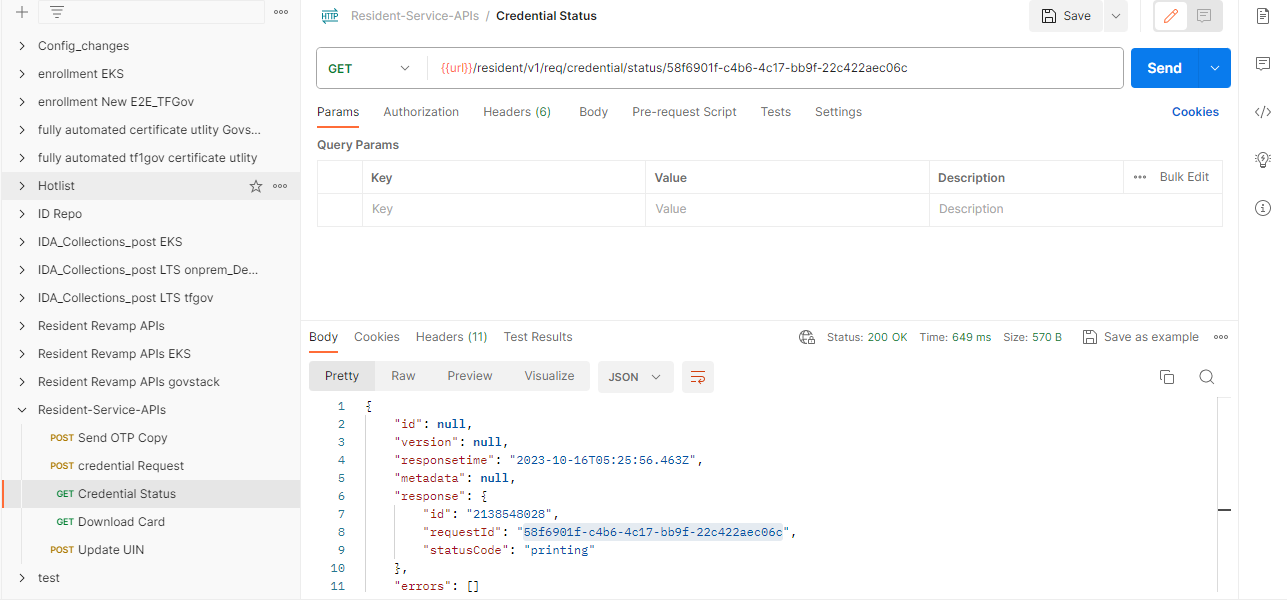 Config_changes
enrollment EKS
enrollment New E2E_TFGov
fully automated certificate utlity Govs...
fully automated tf1gov certificate utlity
Hotlist
ID Repo
IDA_Collections_post EKS
IDA_Collections_post LTS onprem_De...
IDA_Collections_post LTS tfgov
Resident Revamp APIs
Resident Revamp APIs EKS
Resident Revamp APIs govstack
Resident-Service-APIs
POST Send OTP Copy
POST credential Request
GET Credential Status
GET Download Card
POST Update UIN
test
HTTP Resident-Service-APIs / Credential Status
Save
GET {{url}}/resident/v1/req/credential/status/58f6901f-c4b6-4c17-bb9f-22c422aec06c Send
Params Authorization Headers (6) Body Pre-request Script Tests Settings Cookies
Query Params
Key Value Description Bulk Edit
Key Value Description
Body Cookies Headers (11) Test Results Status: 200 OK Time: 649 ms Size: 570 B Save as example
Pretty Raw Preview Visualize JSON
1 {
2 "id": null,
3 "version": null,
4 "responsetime": "2023-10-16T05:25:56.463Z",
5 "metadata": null,
6 "response": {
7 "id": "2138548028",
8 "requestId": "58f6901f-c4b6-4c17-bb9f-22c422aec06c",
9 "statusCode": "printing"
10 },
11 "errors": []